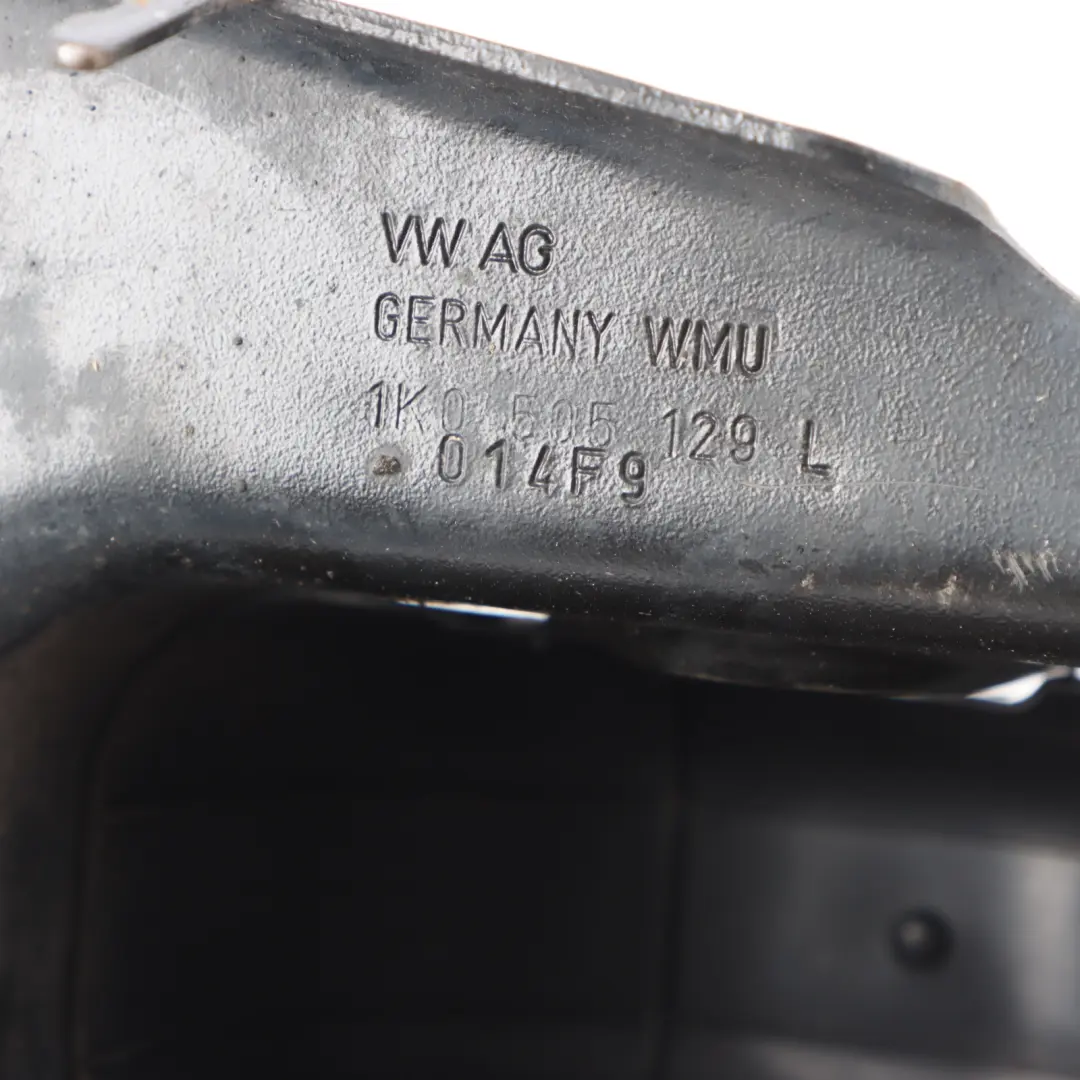 VW AG
GERMANY WMU
1K0 505 129 L
014F9